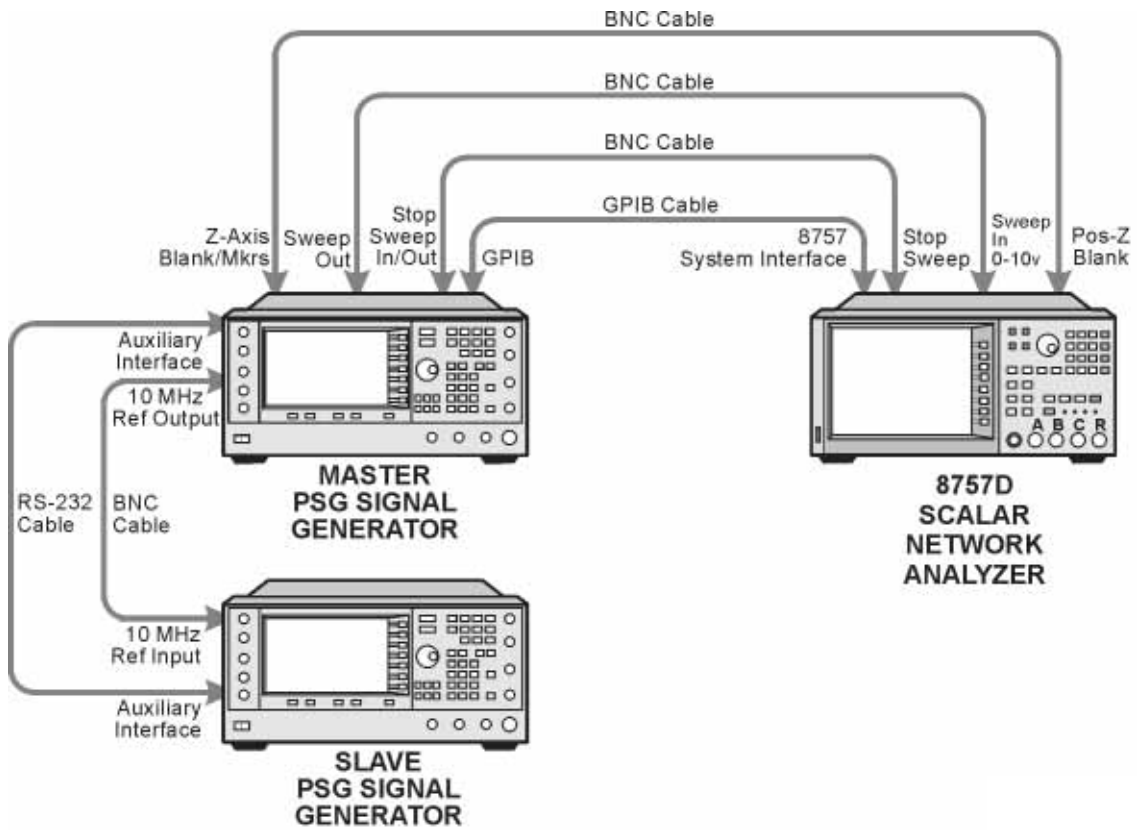 BNC Cable
BNC Cable
BNC Cable
GPIB Cable
Z-Axis
Blank/Mkrs
Sweep
Out
Stop
Sweep
In/Out
GPIB
8757
System Interface
Stop
Sweep
Sweep
In
0-10v
Pos-Z
Blank
Auxiliary
Interface
10 MHz
Ref Output
A B C R
MASTER
PSG SIGNAL
GENERATOR
8757D
SCALAR
NETWORK
ANALYZER
RS-232
Cable
BNC
Cable
10 MHz
Ref Input
Auxiliary
Interface
SLAVE
PSG SIGNAL
GENERATOR